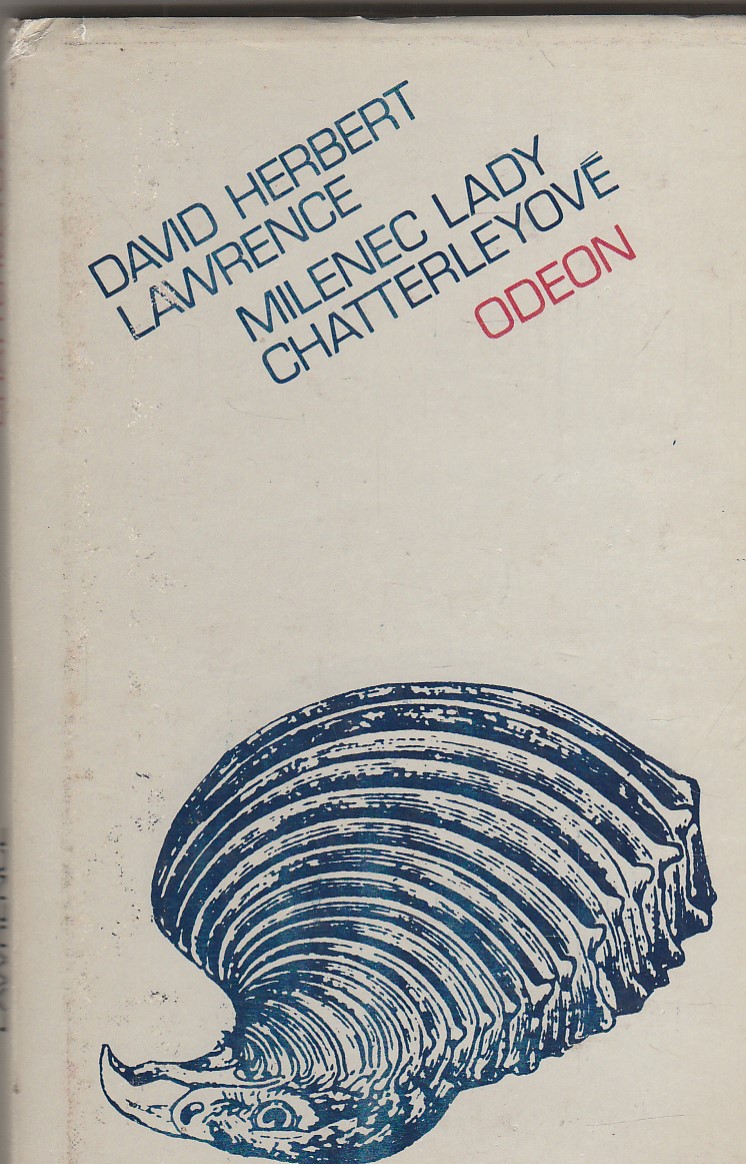 DAVID HERBERT
LAWRENCE
MILENEC LADY
CHATTERLEYOVÉ
ODEON